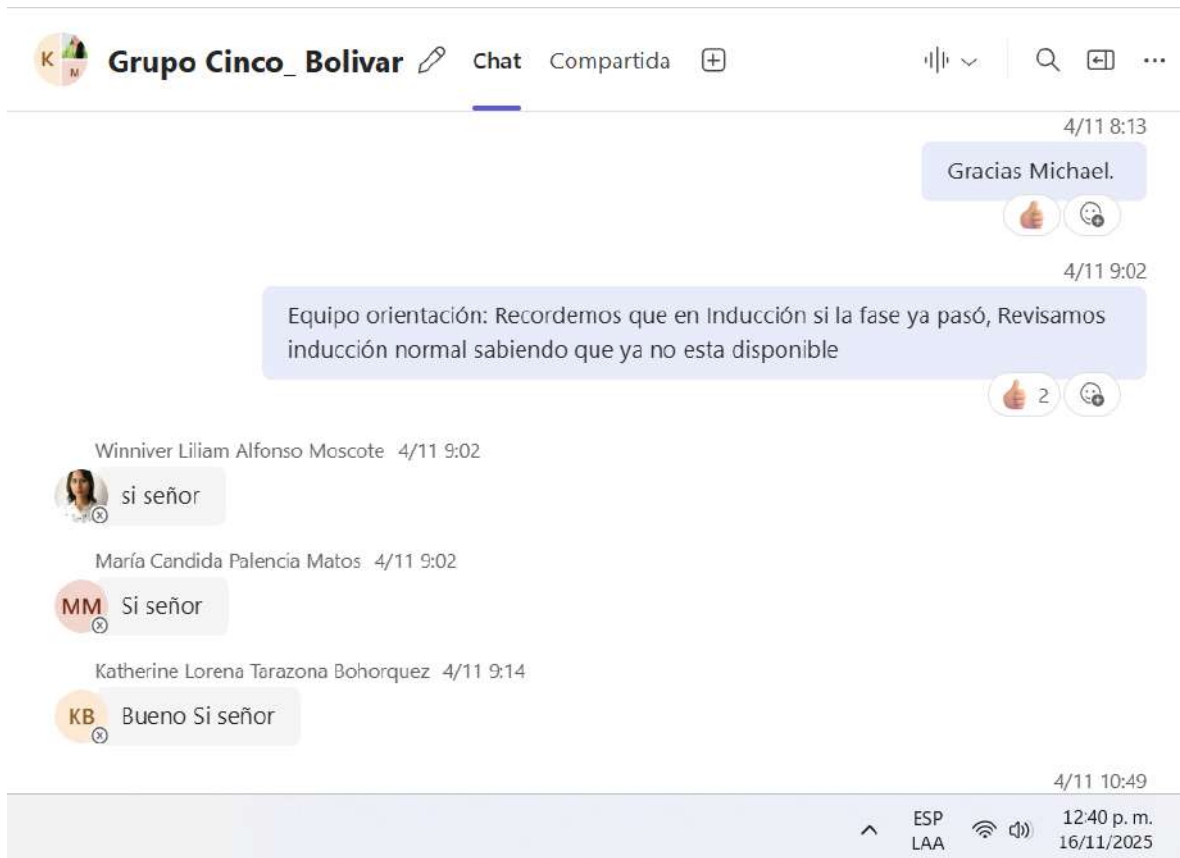 K M Grupo Cinco_ Bolivar Chat Compartida
4/11 8:13
Gracias Michael.
4/11 9:02
Equipo orientación: Recordemos que en Inducción si la fase ya pasó, Revisamos
inducción normal sabiendo que ya no esta disponible
2
Winniver Liliam Alfonso Moscote 4/11 9:02
si señor
María Candida Palencia Matos 4/11 9:02
MM Si señor
Katherine Lorena Tarazona Bohorquez 4/11 9:14
KB Bueno Si señor
4/11 10:49
ESP 12:40 p. m.
LAA 16/11/2025